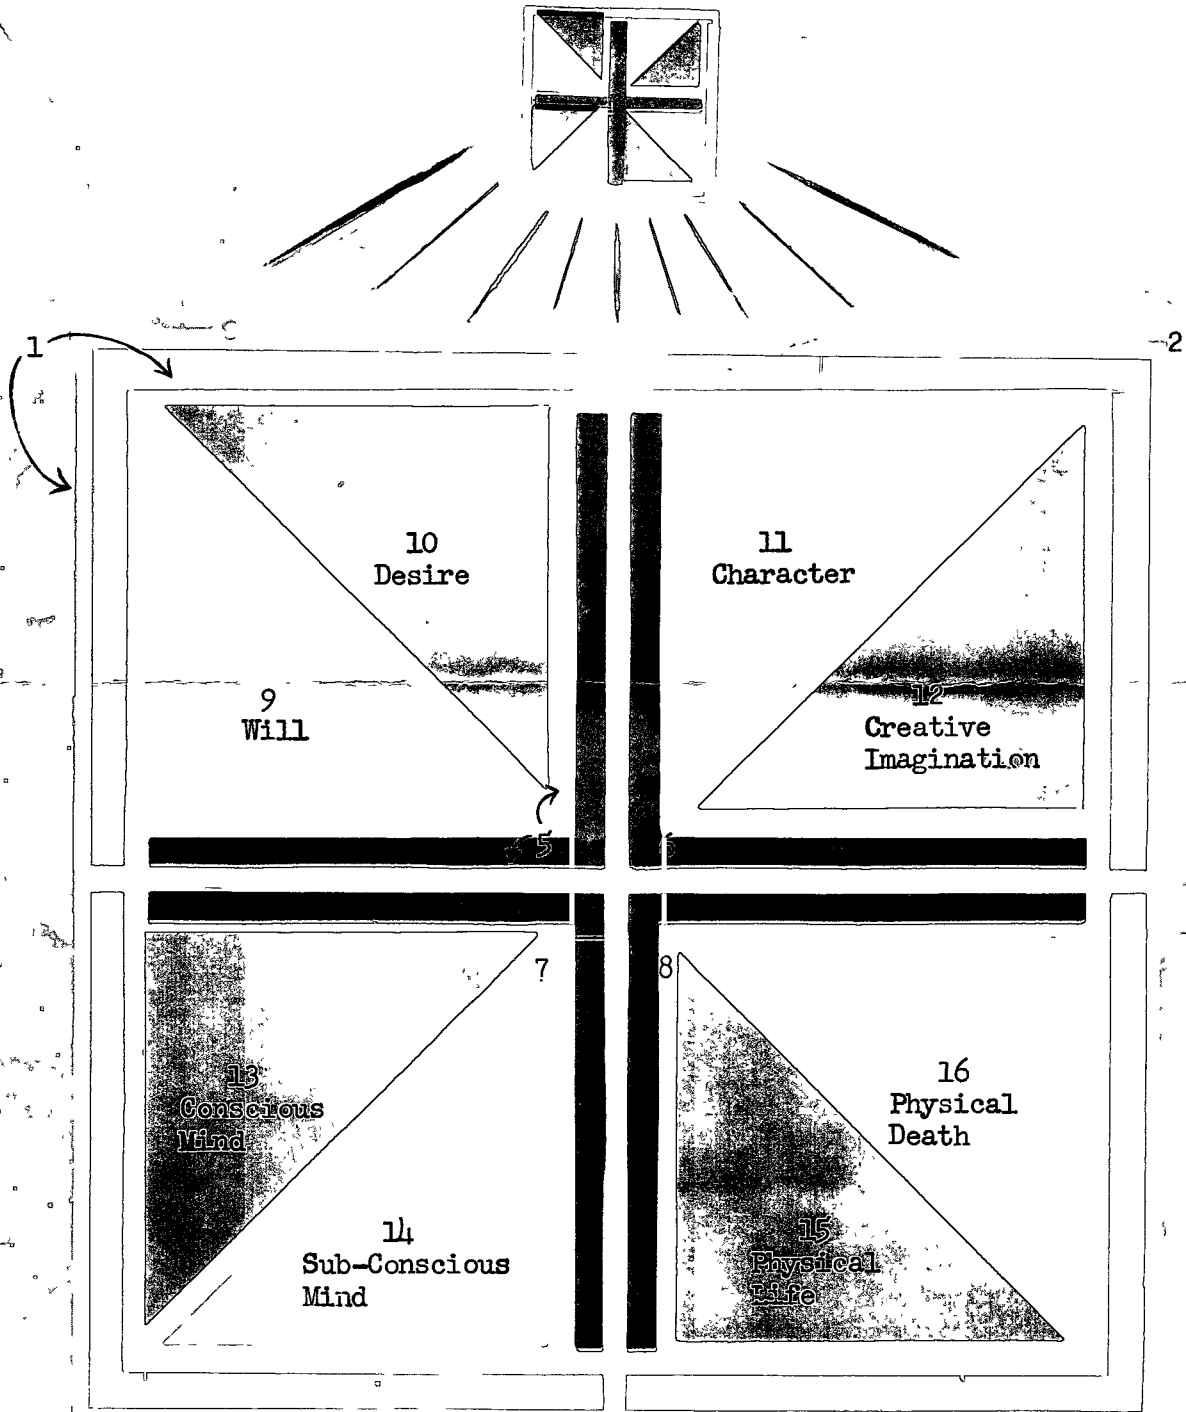 1
2
10
Desire
11
Character
9
Will
12
Creative
Imagination
5
6
7
8
13
Conscious
Mind
16
Physical
Death
14
Sub-Conscious
Mind
15
Physical
Life